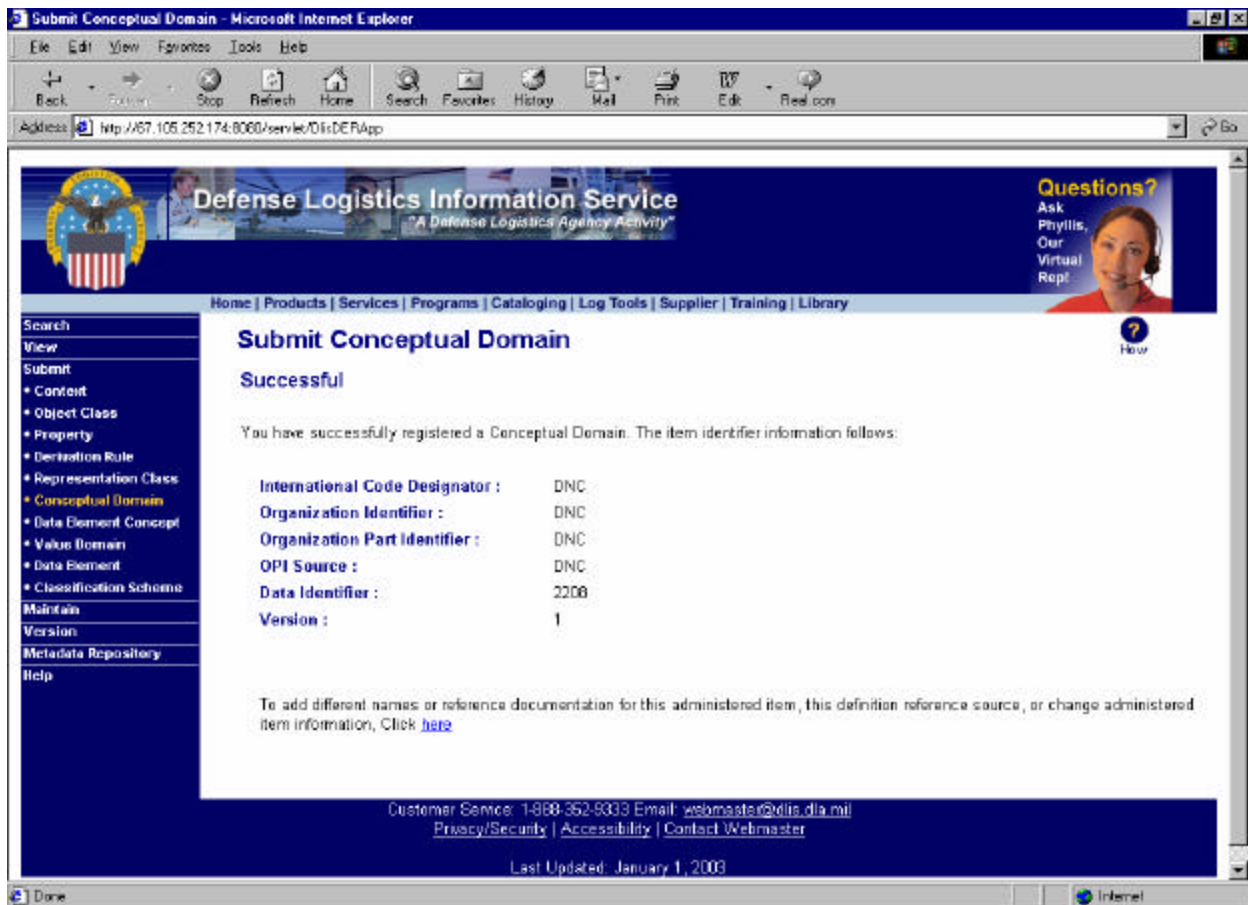 Submit Conceptual Domain - Microsoft Internet Explorer
File Edit View Favorites Tools Help
Back Forward Stop Refresh Home Search Favorites History Mail Print Edit Real.com
Address http://67.105.252.174:8080/servlet/DlisDERApp Go
Defense Logistics Information Service
"A Defense Logistics Agency Activity"
Questions?
Ask
Phyllis,
Our
Virtual
Rep!
Home | Products | Services | Programs | Cataloging | Log Tools | Supplier | Training | Library
Search
View
Submit
• Context
• Object Class
• Property
• Derivation Rule
• Representation Class
• Conceptual Domain
• Data Element Concept
• Value Domain
• Data Element
• Classification Scheme
Maintain
Version
Metadata Repository
Help
Submit Conceptual Domain
?
How
Successful
You have successfully registered a Conceptual Domain. The item identifier information follows:
International Code Designator : DNC
Organization Identifier : DNC
Organization Part Identifier : DNC
OPI Source : DNC
Data Identifier : 2208
Version : 1
To add different names or reference documentation for this administered item, this definition reference source, or change administered
item information, Click here
Customer Service: 1-888-352-9333 Email: webmaster@dlis.dla.mil
Privacy/Security | Accessibility | Contact Webmaster
Last Updated: January 1, 2003
Done Internet